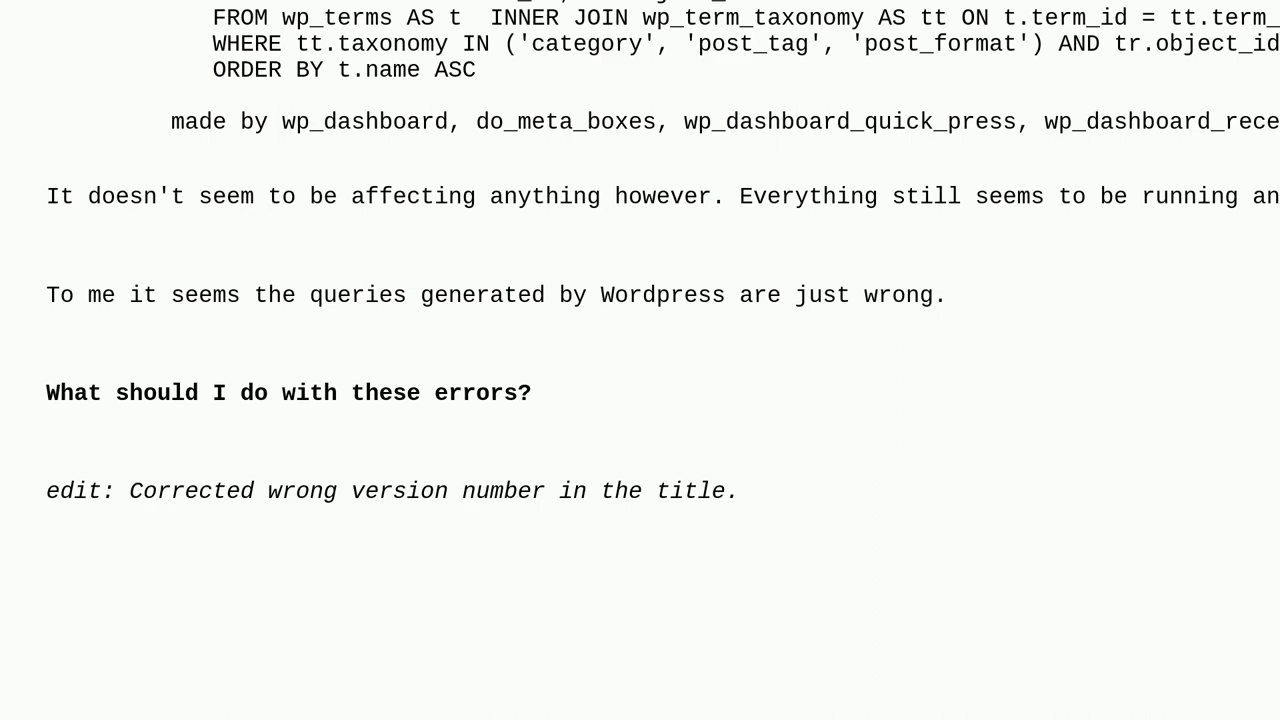 FROM wp_terms AS t  INNER JOIN wp_term_taxonomy AS tt ON t.term_id = tt.term_
WHERE tt.taxonomy IN ('category', 'post_tag', 'post_format') AND tr.object_id
ORDER BY t.name ASC
made by wp_dashboard, do_meta_boxes, wp_dashboard_quick_press, wp_dashboard_rece
It doesn't seem to be affecting anything however. Everything still seems to be running an
To me it seems the queries generated by Wordpress are just wrong.
What should I do with these errors?
edit: Corrected wrong version number in the title.